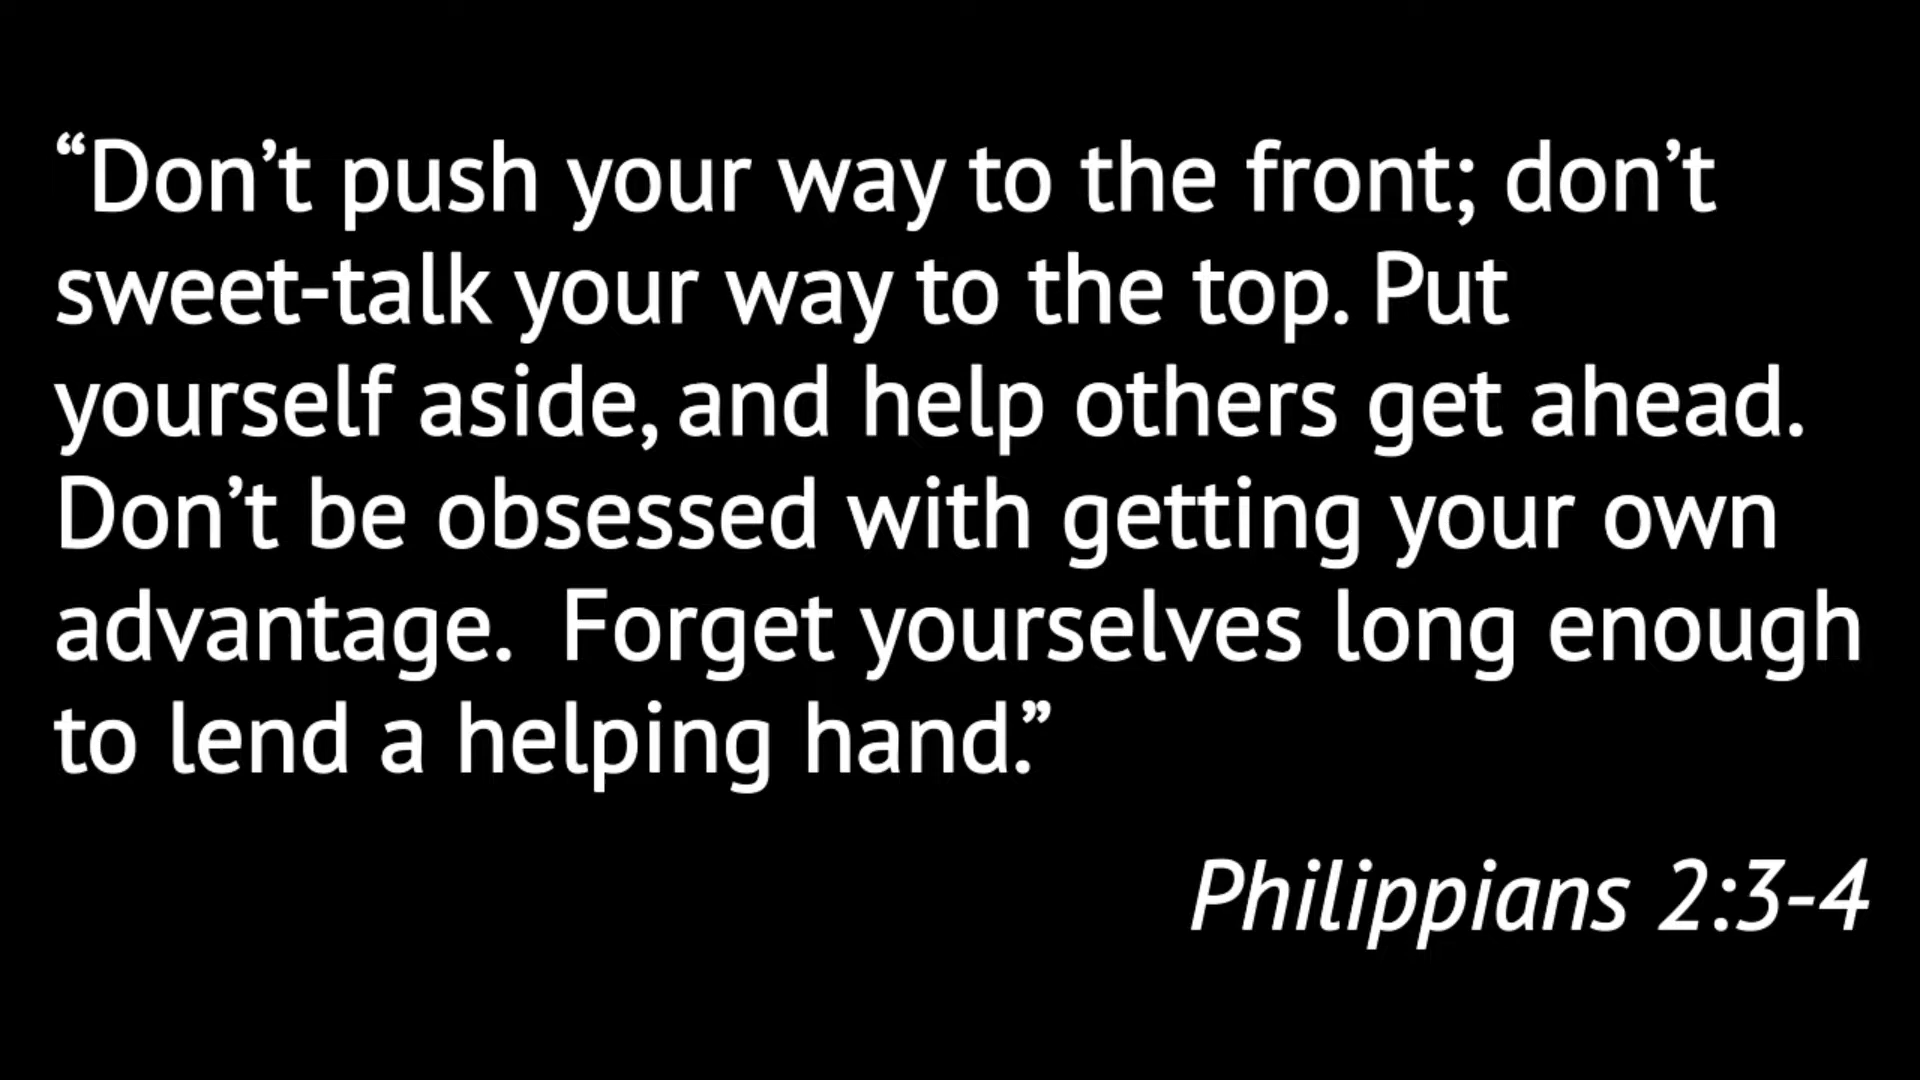 “Don’t push your way to the front; don’t
sweet-talk your way to the top. Put
yourself aside, and help others get ahead.
Don’t be obsessed with getting your own
advantage.  Forget yourselves long enough
to lend a helping hand.”
Philippians 2:3-4